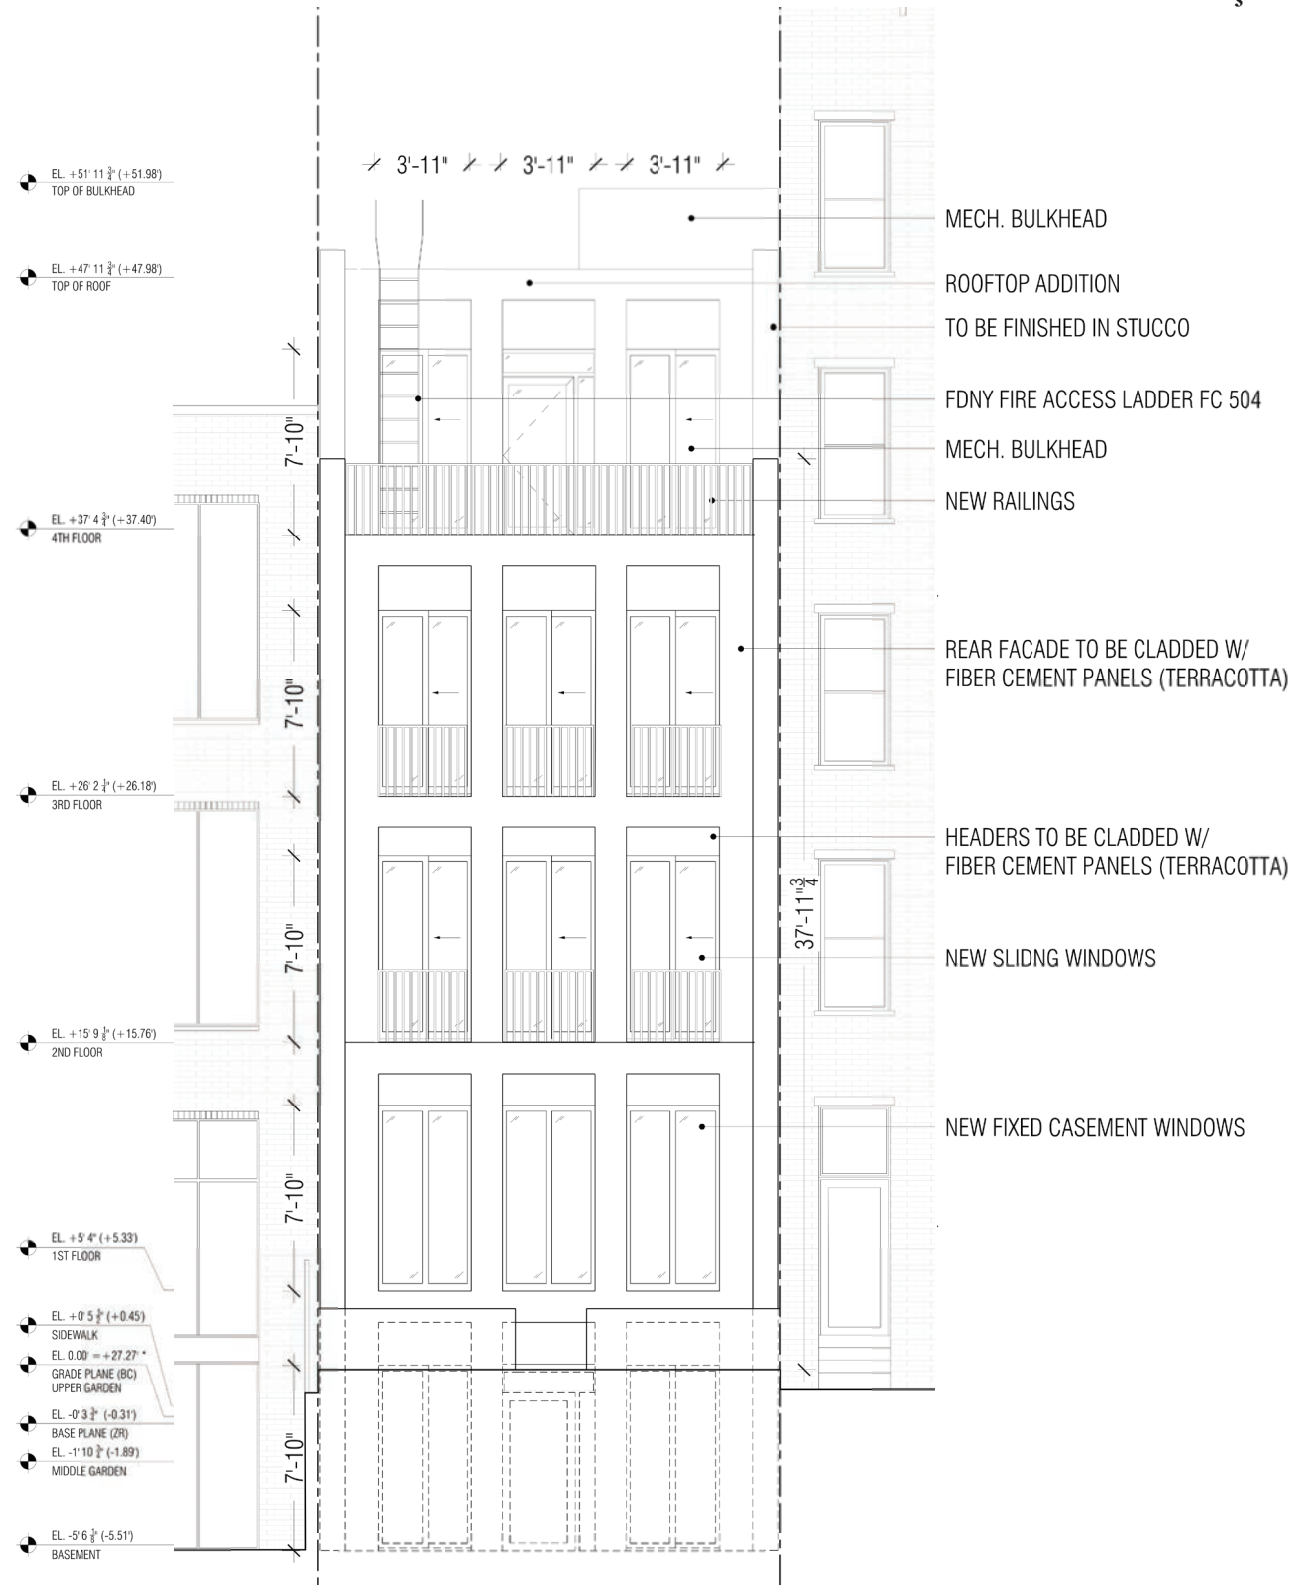 3'-11" 3'-11" 3'-11"
EL. +51' 11 3/4" (+51.98')
TOP OF BULKHEAD
EL. +47' 11 3/4" (+47.98')
TOP OF ROOF
EL. +37' 4 3/4" (+37.40')
4TH FLOOR
EL. +26' 2 1/4" (+26.18')
3RD FLOOR
EL. +15' 9 1/8" (+15.76')
2ND FLOOR
EL. +5' 4" (+5.33')
1ST FLOOR
EL. +0' 5 (+0.45')
SIDEWALK
EL. 0.00' = +27.27' *
GRADE PLANE (BC)
UPPER GARDEN
EL. -0' 3 (-0.31')
BASE PLANE (ZR)
EL. -1' 10 (-1.89')
MIDDLE GARDEN
EL. -5' 6 1/8" (-5.51')
BASEMENT
7'-10"
7'-10"
7'-10"
7'-10"
7'-10"
37'-11"3/4
MECH. BULKHEAD
ROOFTOP ADDITION
TO BE FINISHED IN STUCCO
FDNY FIRE ACCESS LADDER FC 504
MECH. BULKHEAD
NEW RAILINGS
REAR FACADE TO BE CLADDED W/
FIBER CEMENT PANELS (TERRACOTTA)
HEADERS TO BE CLADDED W/
FIBER CEMENT PANELS (TERRACOTTA)
NEW SLIDNG WINDOWS
NEW FIXED CASEMENT WINDOWS